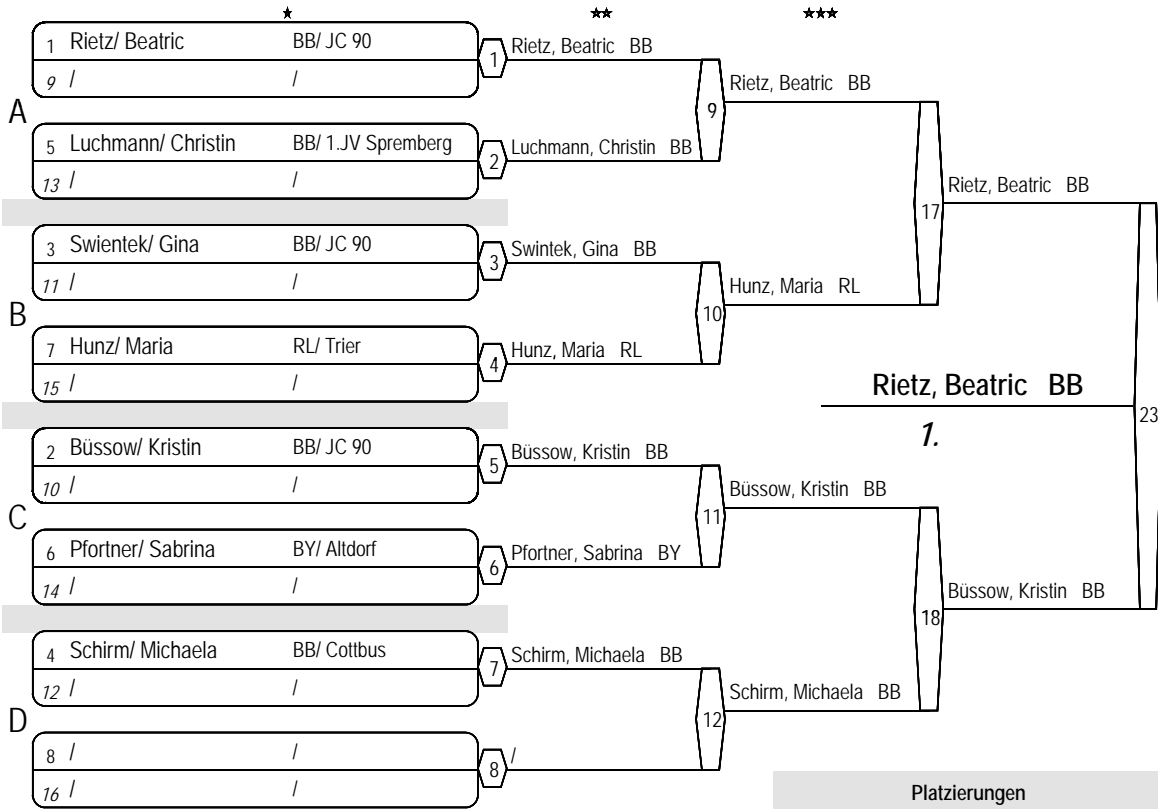 ★ ★★ ★★★
1 Rietz/ Beatric BB/ JC 90
9 / /
1 Rietz, Beatric BB
A
5 Luchmann/ Christin BB/ 1.JV Spremberg
13 / /
2 Luchmann, Christin BB
9 Rietz, Beatric BB
3 Swientek/ Gina BB/ JC 90
11 / /
3 Swintek, Gina BB
B
7 Hunz/ Maria RL/ Trier
15 / /
4 Hunz, Maria RL
10 Hunz, Maria RL
17 Rietz, Beatric BB
2 Büssow/ Kristin BB/ JC 90
10 / /
5 Büssow, Kristin BB
C
6 Pfortner/ Sabrina BY/ Altdorf
14 / /
6 Pfortner, Sabrina BY
11 Büssow, Kristin BB
4 Schirm/ Michaela BB/ Cottbus
12 / /
7 Schirm, Michaela BB
D
8 / /
16 / /
8 /
12 Schirm, Michaela BB
18 Büssow, Kristin BB
23
Rietz, Beatric BB
1.
Platzierungen